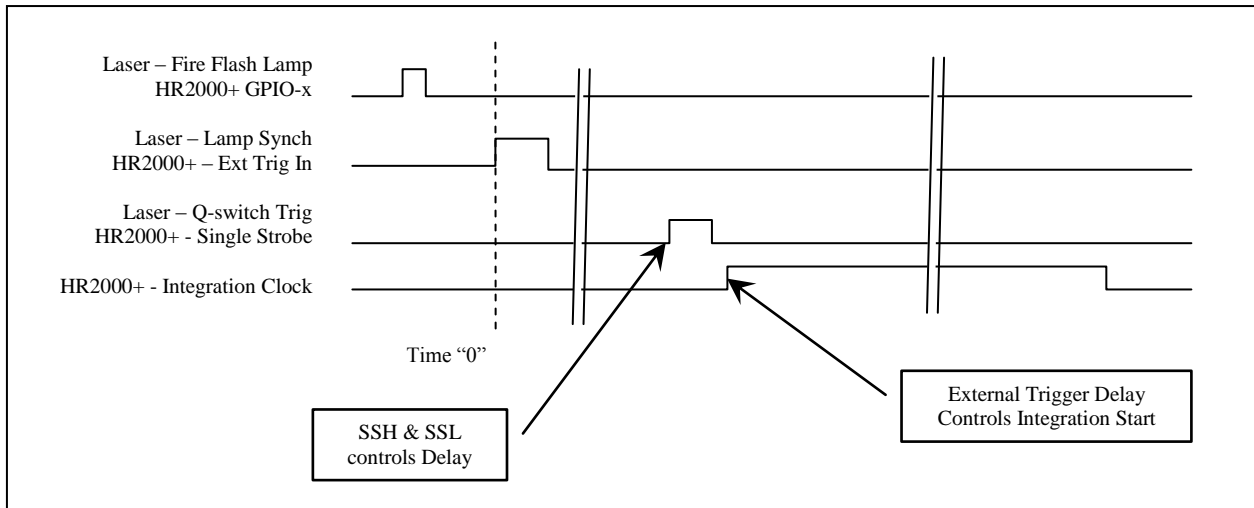 Laser – Fire Flash Lamp
HR2000+ GPIO-x
Laser – Lamp Synch
HR2000+ – Ext Trig In
Laser – Q-switch Trig
HR2000+ - Single Strobe
HR2000+ - Integration Clock
Time “0”
SSH & SSL
controls Delay
External Trigger Delay
Controls Integration Start